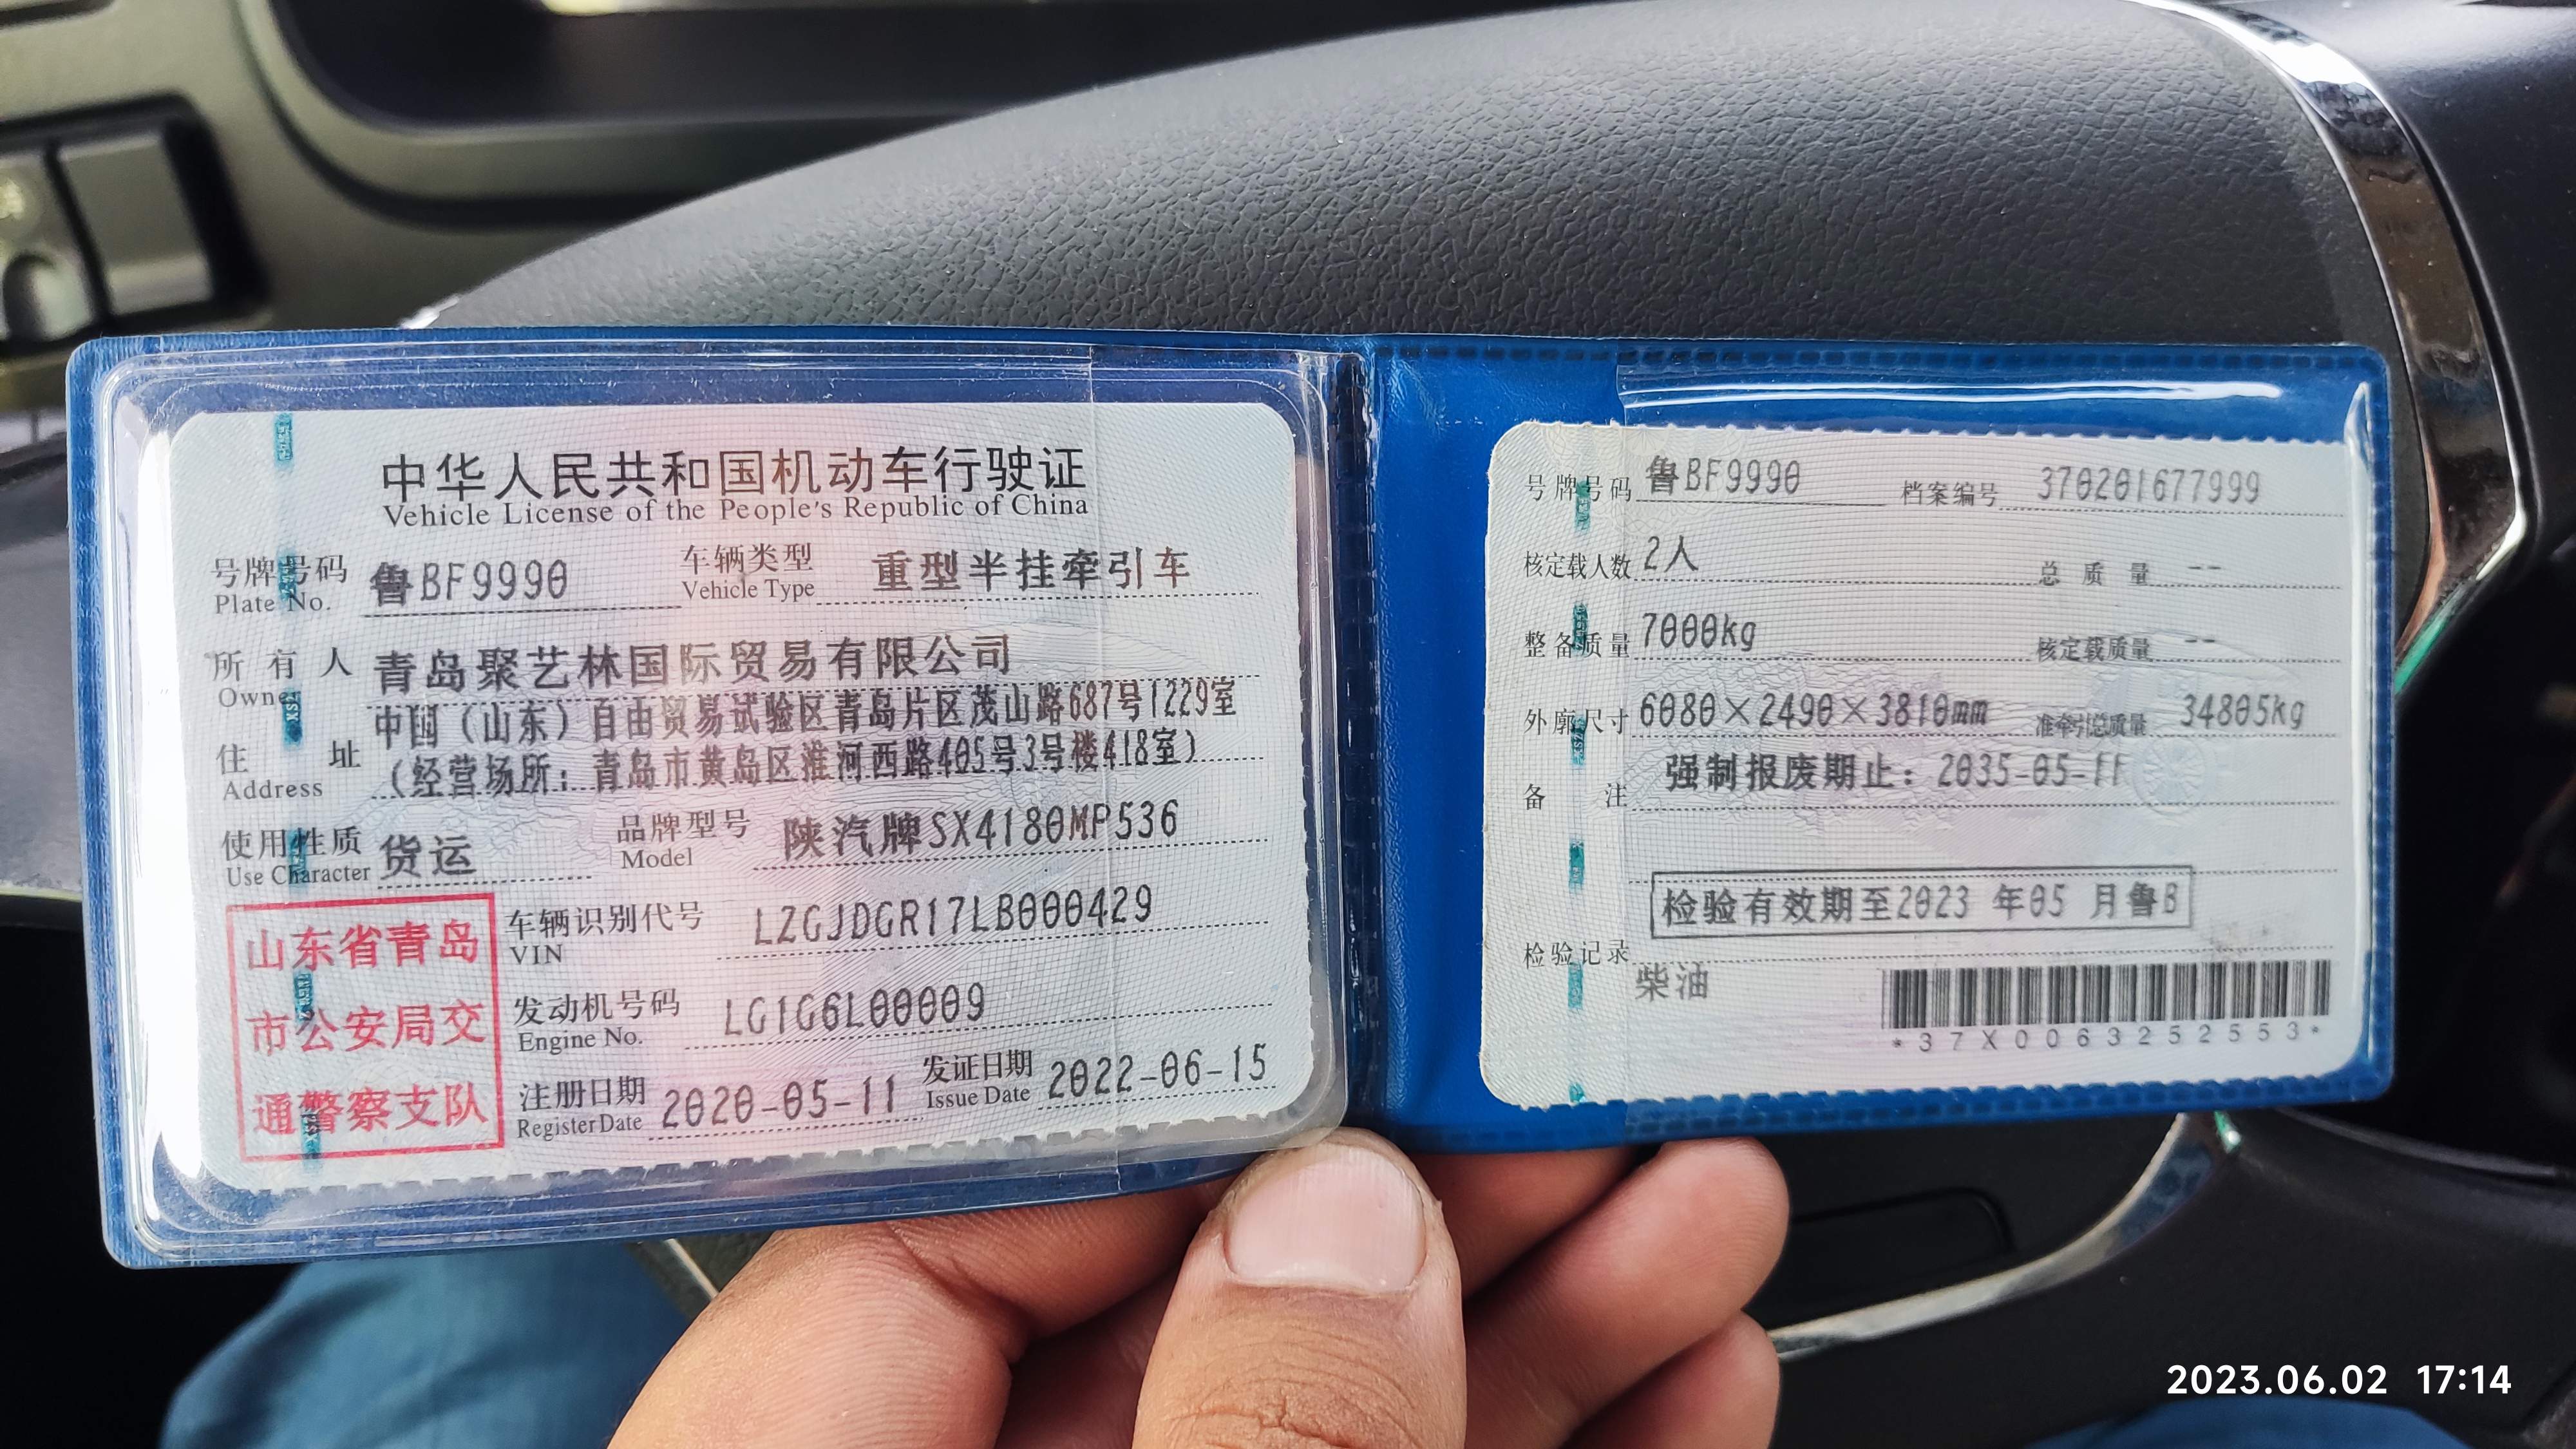 中华人民共和国机动车行驶证
Vehicle License of the People's Republic of China
号牌号码 鲁BF9990 车辆类型 重型半挂牵引车
Plate No. Vehicle Type
所有人 青岛聚艺林国际贸易有限公司
Owner
中国（山东）自由贸易试验区青岛片区茂山路687号1229室
住址 （经营场所：青岛市黄岛区淮河西路405号3号楼418室）
Address
使用性质 货运 品牌型号 陕汽牌SX4180MP536
Use Character Model
山东省青岛
市公安局交
通警察支队
车辆识别代号 LZGJDGR17LB000429
VIN
发动机号码 LG1G6L00009
Engine No.
注册日期 2020-05-11 发证日期 2022-06-15
Register Date Issue Date
号牌号码 鲁BF9990 档案编号 370201677999
核定载人数 2人 总质量 --
整备质量 7000kg 核定载质量 --
外廓尺寸 6080×2490×3810mm 准牵引总质量 34805kg
备注 强制报废期止：2035-05-11
检验有效期至2023 年05 月鲁B
检验记录
柴油
*37X0063252553*
2023.06.02 17:14